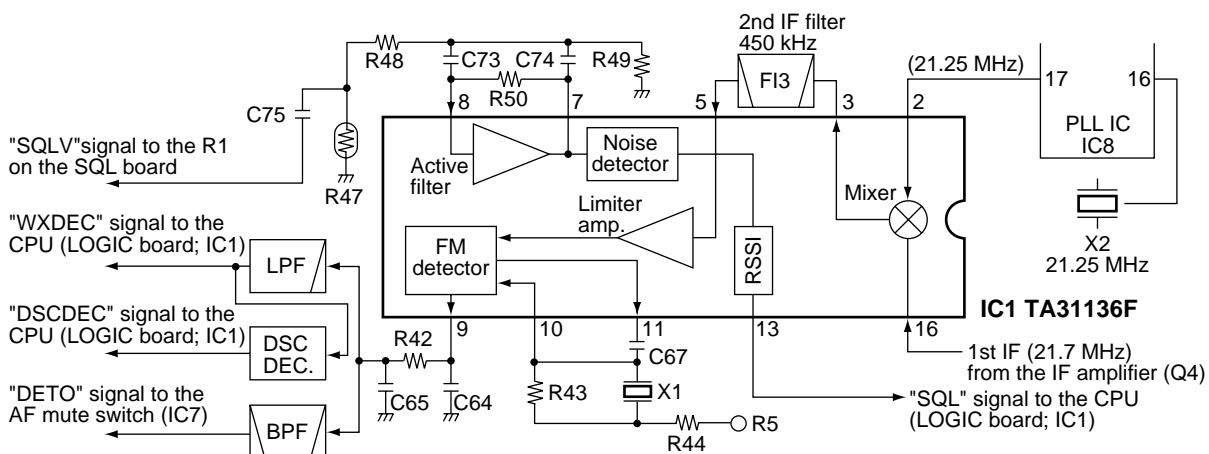 2nd IF filter
450 kHz
R48
C73
C74
R49
FI3
(21.25 MHz)
17
16
R50
C75
8
7
5
3
2
PLL IC
IC8
"SQLV"signal to the R1
on the SQL board
Noise
detector
Active
filter
Mixer
R47
Limiter
amp.
X2
21.25 MHz
"WXDEC" signal to the
CPU (LOGIC board; IC1)
FM
detector
RSSI
LPF
IC1 TA31136F
"DSCDEC" signal to the
CPU (LOGIC board; IC1)
9
10
11
13
16
R42
C67
DSC
DEC.
1st IF (21.7 MHz)
from the IF amplifier (Q4)
R43
X1
C65
C64
"DETO" signal to the
AF mute switch (IC7)
"SQL" signal to the CPU
(LOGIC board; IC1)
R5
R44
BPF